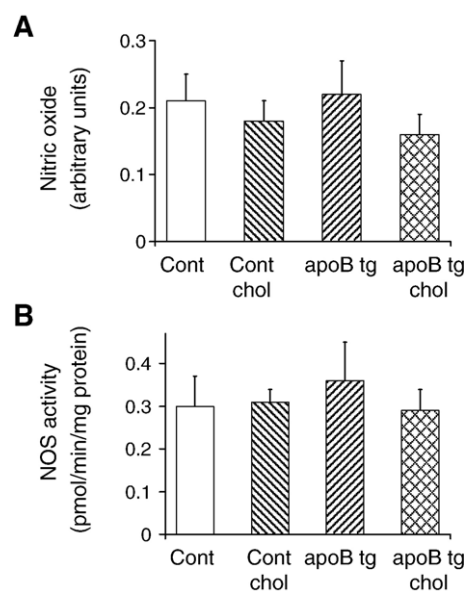 A
Nitric oxide
(arbitrary units)
0.3
0.2
0.1
0
Cont
Cont
chol
apoB tg
apoB tg
chol
B
NOS activity
(pmol/min/mg protein)
0.4
0.3
0.2
0.1
0
Cont
Cont
chol
apoB tg
apoB tg
chol